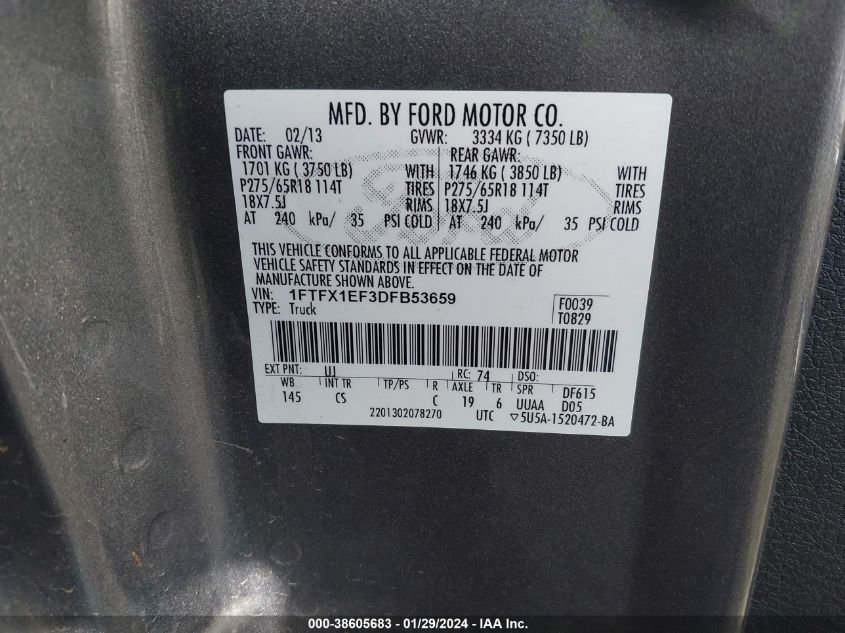 MFD. BY FORD MOTOR CO.
DATE: 02/13 GVWR: 3334 KG ( 7350 LB)
FRONT GAWR: REAR GAWR:
1701 KG ( 3750 LB) WITH 1746 KG ( 3850 LB) WITH
P275/65R18 114T TIRES P275/65R18 114T TIRES
18X7.5J RIMS 18X7.5J RIMS
AT 240 kPa/ 35 PSI COLD AT 240 kPa/ 35 PSI COLD
THIS VEHICLE CONFORMS TO ALL APPLICABLE FEDERAL MOTOR
VEHICLE SAFETY STANDARDS IN EFFECT ON THE DATE OF
MANUFACTURE SHOWN ABOVE.
VIN: 1FTFX1EF3DFB53659 F0039
TYPE: Truck T0829
EXT PNT: UJ RC: 74 DSO:
WB INT TR TP/PS R AXLE TR SPR DF615
145 CS C 19 6 UUAA D05
2201302078270 UTC ▽5U5A-1520472-BA
000-38605683 - 01/29/2024 - IAA Inc.